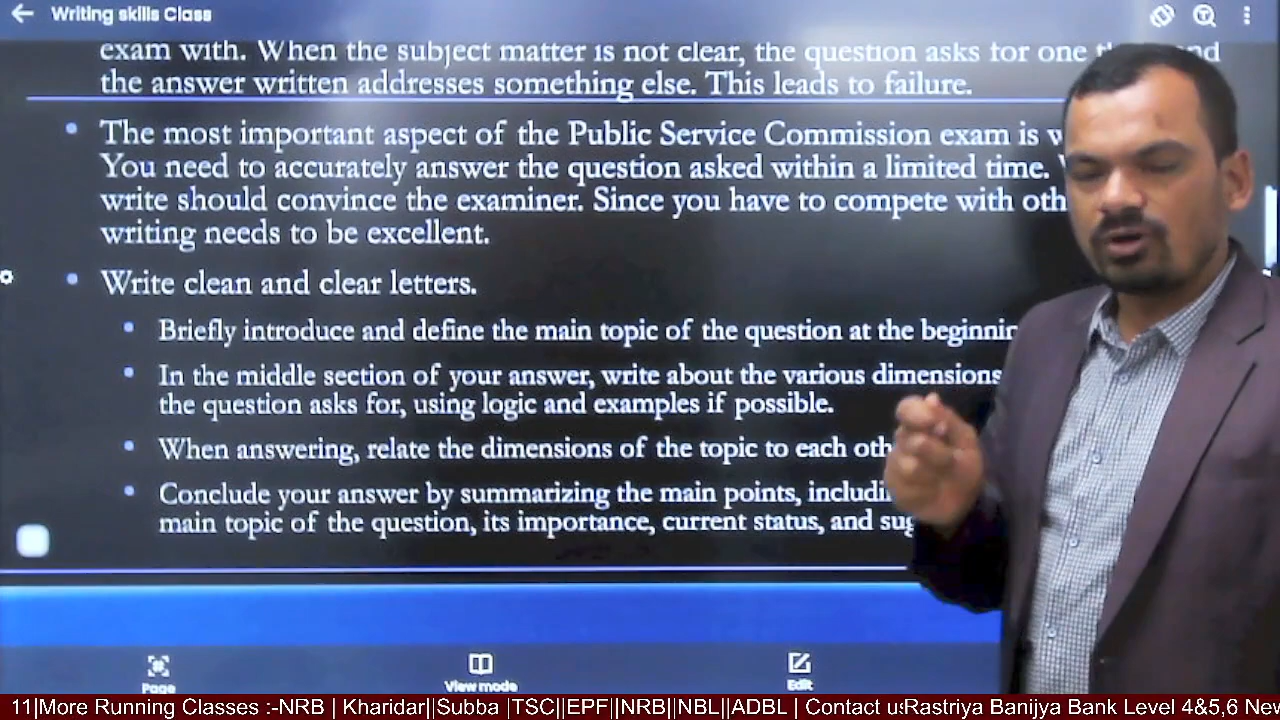 Writing skills Class
exam with. When the subject matter is not clear, the question asks for one
the answer written addresses something else. This leads to failure.
The most important aspect of the Public Service Commission exam is
You need to accurately answer the question asked within a limited time.
write should convince the examiner. Since you have to compete with
writing needs to be excellent.
Write clean and clear letters.
Briefly introduce and define the main topic of the question at the
In the middle section of your answer, write about the various dimensions
the question asks for, using logic and examples if possible.
When answering, relate the dimensions of the topic to each
Conclude your answer by summarizing the main points,
main topic of the question, its importance, current status, and
Page
View mode
Edit
11|More Running Classes :-NRB | Kharidar||Subba |TSC||EPF||NRB||NBL||ADBL | Contact us Rastriya Banijya Bank Level 4&5,6 New